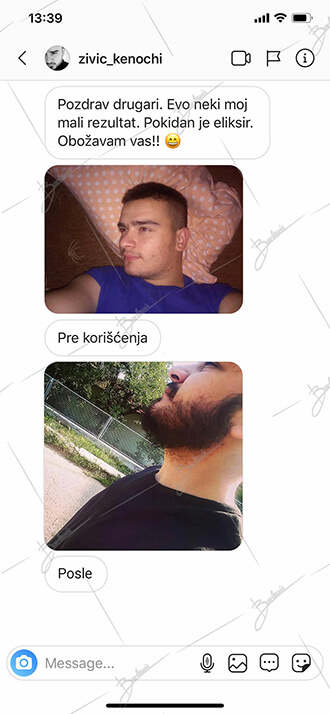 13:39
zivic_kenochi
Pozdrav drugari. Evo neki moj
mali rezultat. Pokidan je eliksir.
Obožavam vas!! 😄
Pre korišćenja
Posle
Message...